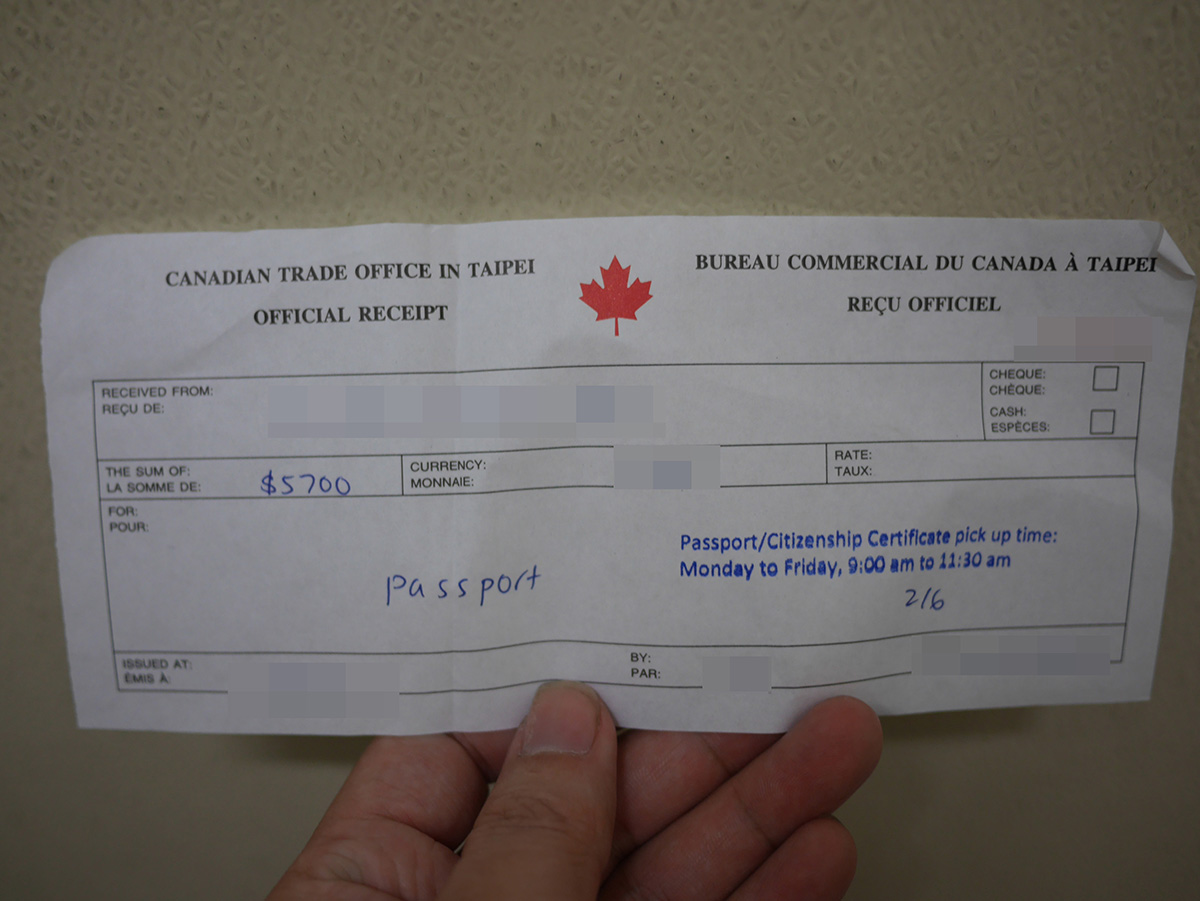 CANADIAN TRADE OFFICE IN TAIPEI
OFFICIAL RECEIPT
BUREAU COMMERCIAL DU CANADA À TAIPEI
REÇU OFFICIEL
RECEIVED FROM:
REÇU DE:
CHEQUE:
CHÈQUE:
CASH:
ESPÈCES:
THE SUM OF:
LA SOMME DE:
$5700
CURRENCY:
MONNAIE:
RATE:
TAUX:
FOR:
POUR:
passport
Passport/Citizenship Certificate pick up time:
Monday to Friday, 9:00 am to 11:30 am
2/6
ISSUED AT:
ÉMIS À:
BY:
PAR: